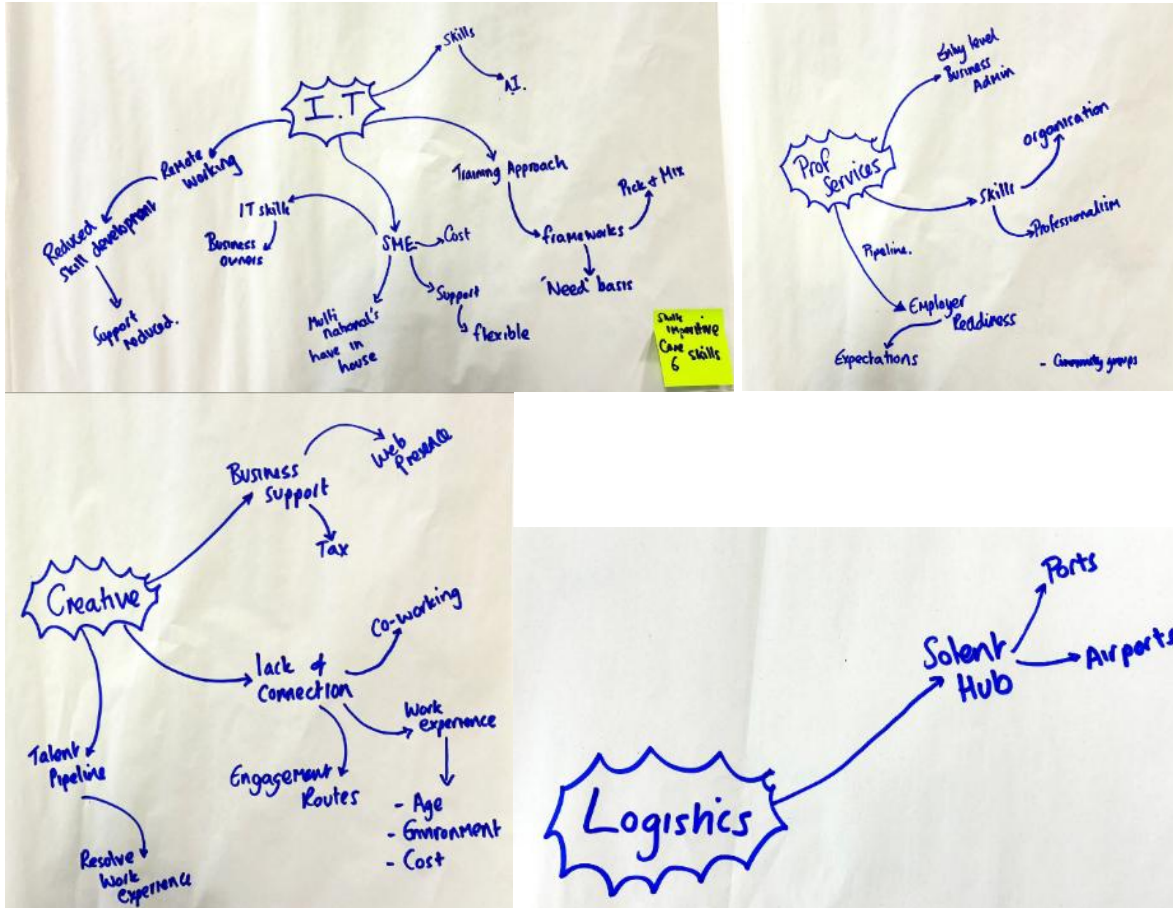 I.T
Skills
A.I.
Remote
working
Reduced
skill development
Support
reduced.
IT skills
Business
owners
SME
Cost
Support
flexible
Multi
national's
have in
house
Training Approach
frameworks
Pick & Mix
'Need' basis
Skills
imperative
6 skills
Prof
Services
Entry level
Business
Admin
Skills
organisation
Professionalism
Pipeline.
Employer
Readiness
Expectations
- Community groups
Creative
Business
Support
Web
Presence
Tax
lack of
connection
Co-working
Work
experience
- Age
- Environment
- Cost
Engagement
Routes
Talent
Pipeline
Resolve
Work
Experience
Logistics
Solent
Hub
Ports
Airports